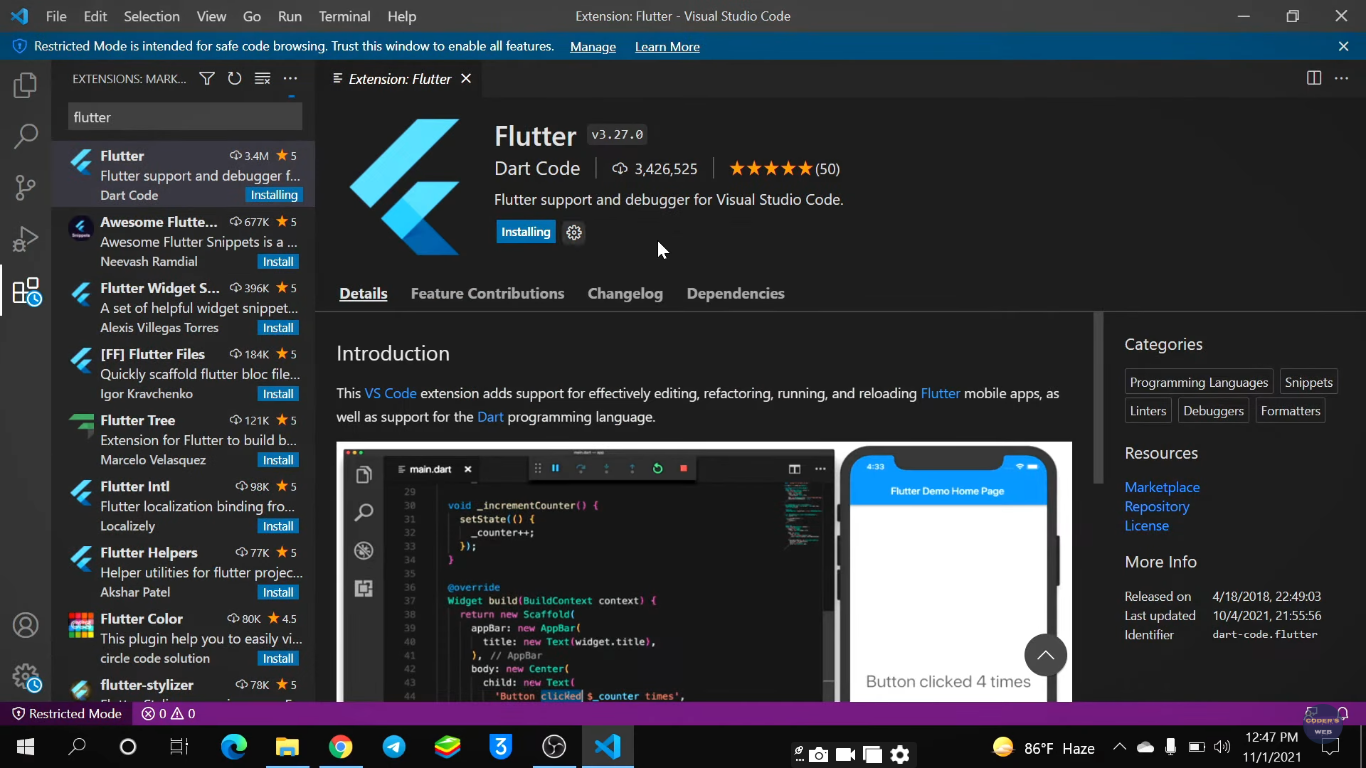 File Edit Selection View Go Run Terminal Help
Extension: Flutter - Visual Studio Code
Restricted Mode is intended for safe code browsing. Trust this window to enable all features. Manage Learn More
EXTENSIONS: MARK...
flutter
Flutter 3.4M 5
Flutter support and debugger f...
Dart Code Installing
Awesome Flutte... 677K 5
Awesome Flutter Snippets is a ...
Neevash Ramdial Install
Flutter Widget S... 396K 5
A set of helpful widget snippet...
Alexis Villegas Torres Install
[FF] Flutter Files 184K 5
Quickly scaffold flutter bloc file...
Igor Kravchenko Install
Flutter Tree 121K 5
Extension for Flutter to build b...
Marcelo Velasquez Install
Flutter Intl 98K 5
Flutter localization binding fro...
Localizely Install
Flutter Helpers 77K 5
Helper utilities for flutter projec...
Akshar Patel Install
Flutter Color 80K 4.5
This plugin help you to easily vi...
circle code solution Install
flutter-stylizer 78K 5
Extension: Flutter
Flutter v3.27.0
Dart Code 3,426,525 (50)
Flutter support and debugger for Visual Studio Code.
Installing
Details Feature Contributions Changelog Dependencies
Introduction
This VS Code extension adds support for effectively editing, refactoring, running, and reloading Flutter mobile apps, as
well as support for the Dart programming language.
main.dart
29
30 void _incrementCounter() {
31 setState(() {
32 _counter++;
33 });
34 }
35
36 @override
37 Widget build(BuildContext context) {
38 return new Scaffold(
39 appBar: new AppBar(
40 title: new Text(widget.title),
41 ), // AppBar
42 body: new Center(
43 child: new Text(
44 'Button clicked $_counter times',
4:33
Flutter Demo Home Page
Button clicked 4 times
Categories
Programming Languages Snippets
Linters Debuggers Formatters
Resources
Marketplace
Repository
License
More Info
Released on 4/18/2018, 22:49:03
Last updated 10/4/2021, 21:55:56
Identifier dart-code.flutter
Restricted Mode 0 0
CODER'S
WEB
3
86°F Haze
12:47 PM
11/1/2021